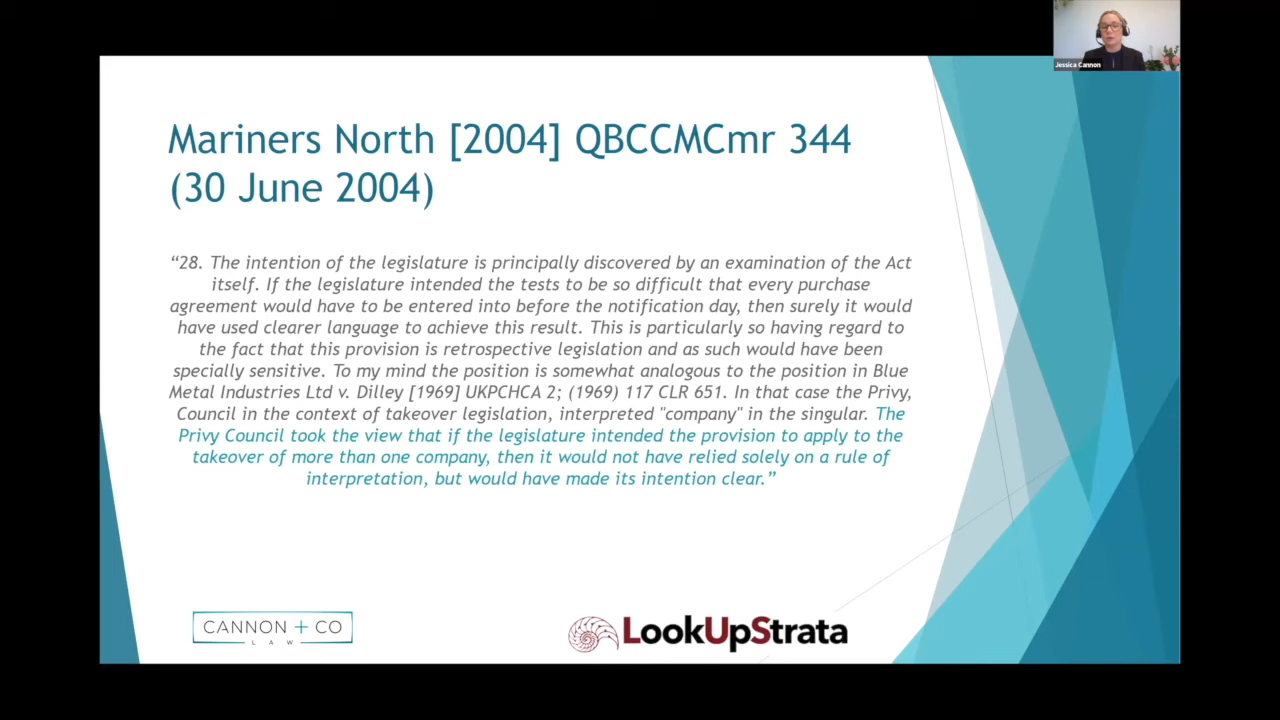 Jessica Cannon
Mariners North [2004] QBCCMCmr 344
(30 June 2004)
“28. The intention of the legislature is principally discovered by an examination of the Act
itself. If the legislature intended the tests to be so difficult that every purchase
agreement would have to be entered into before the notification day, then surely it would
have used clearer language to achieve this result. This is particularly so having regard to
the fact that this provision is retrospective legislation and as such would have been
specially sensitive. To my mind the position is somewhat analogous to the position in Blue
Metal Industries Ltd v. Dilley [1969] UKPCHCA 2; (1969) 117 CLR 651. In that case the Privy,
Council in the context of takeover legislation, interpreted "company" in the singular. The
Privy Council took the view that if the legislature intended the provision to apply to the
takeover of more than one company, then it would not have relied solely on a rule of
interpretation, but would have made its intention clear.”
CANNON + CO
LAW
LookUpStrata